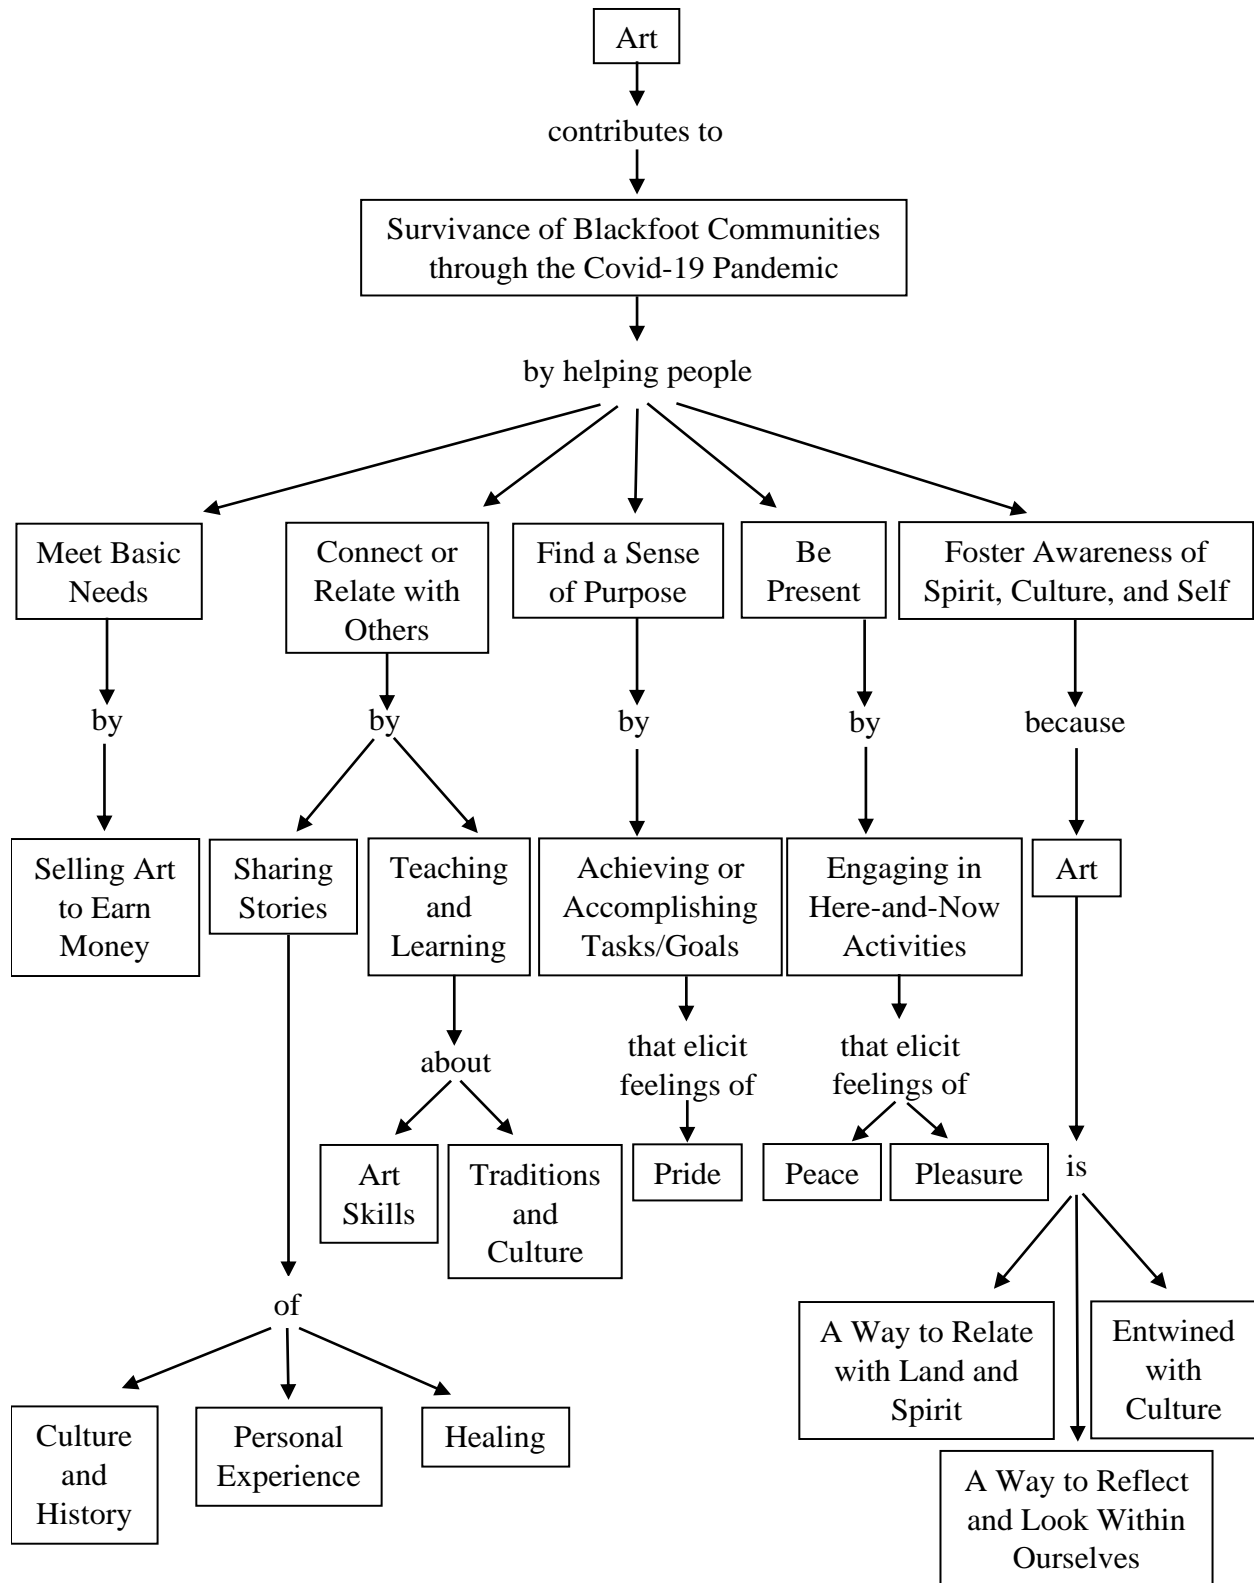 Art
contributes to
Survivance of Blackfoot Communities
through the Covid-19 Pandemic
by helping people
Meet Basic
Needs
Connect or
Relate with
Others
Find a Sense
of Purpose
Be
Present
Foster Awareness of
Spirit, Culture, and Self
by
by
by
by
because
Selling Art
to Earn
Money
Sharing
Stories
Teaching
and
Learning
Achieving or
Accomplishing
Tasks/Goals
Engaging in
Here-and-Now
Activities
Art
about
that elicit
feelings of
that elicit
feelings of
Art
Skills
Traditions
and
Culture
Pride
Peace
Pleasure
is
of
Culture
and
History
Personal
Experience
Healing
A Way to Relate
with Land and
Spirit
Entwined
with
Culture
A Way to Reflect
and Look Within
Ourselves